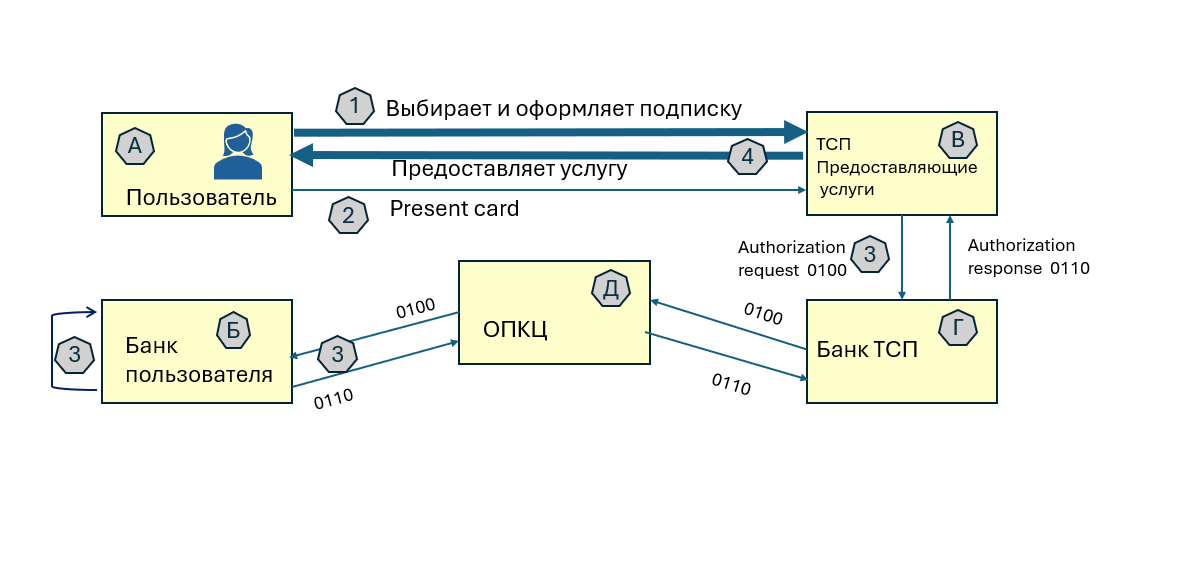 1
Выбирает и оформляет подписку
А
Пользователь
4
Предоставляет услугу
2
Present card
В
ТСП
Предоставляющие
услуги
Authorization
request 0100
3
Authorization
response 0110
Д
ОПКЦ
0100
0110
Г
Банк ТСП
0100
3
0110
Б
Банк
пользователя
3